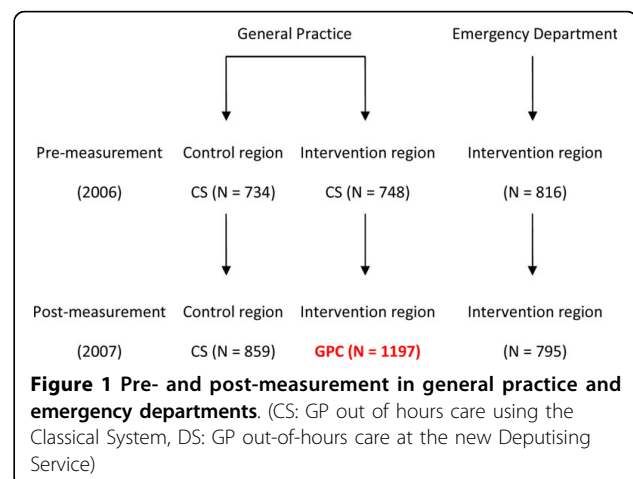 General Practice Emergency Department
Pre-measurement Control region Intervention region Intervention region
(2006) CS (N = 734) CS (N = 748) (N = 816)
Post-measurement Control region Intervention region Intervention region
(2007) CS (N = 859) GPC (N = 1197) (N = 795)
Figure 1 Pre- and post-measurement in general practice and
emergency departments. (CS: GP out of hours care using the
Classical System, DS: GP out-of-hours care at the new Deputising
Service)